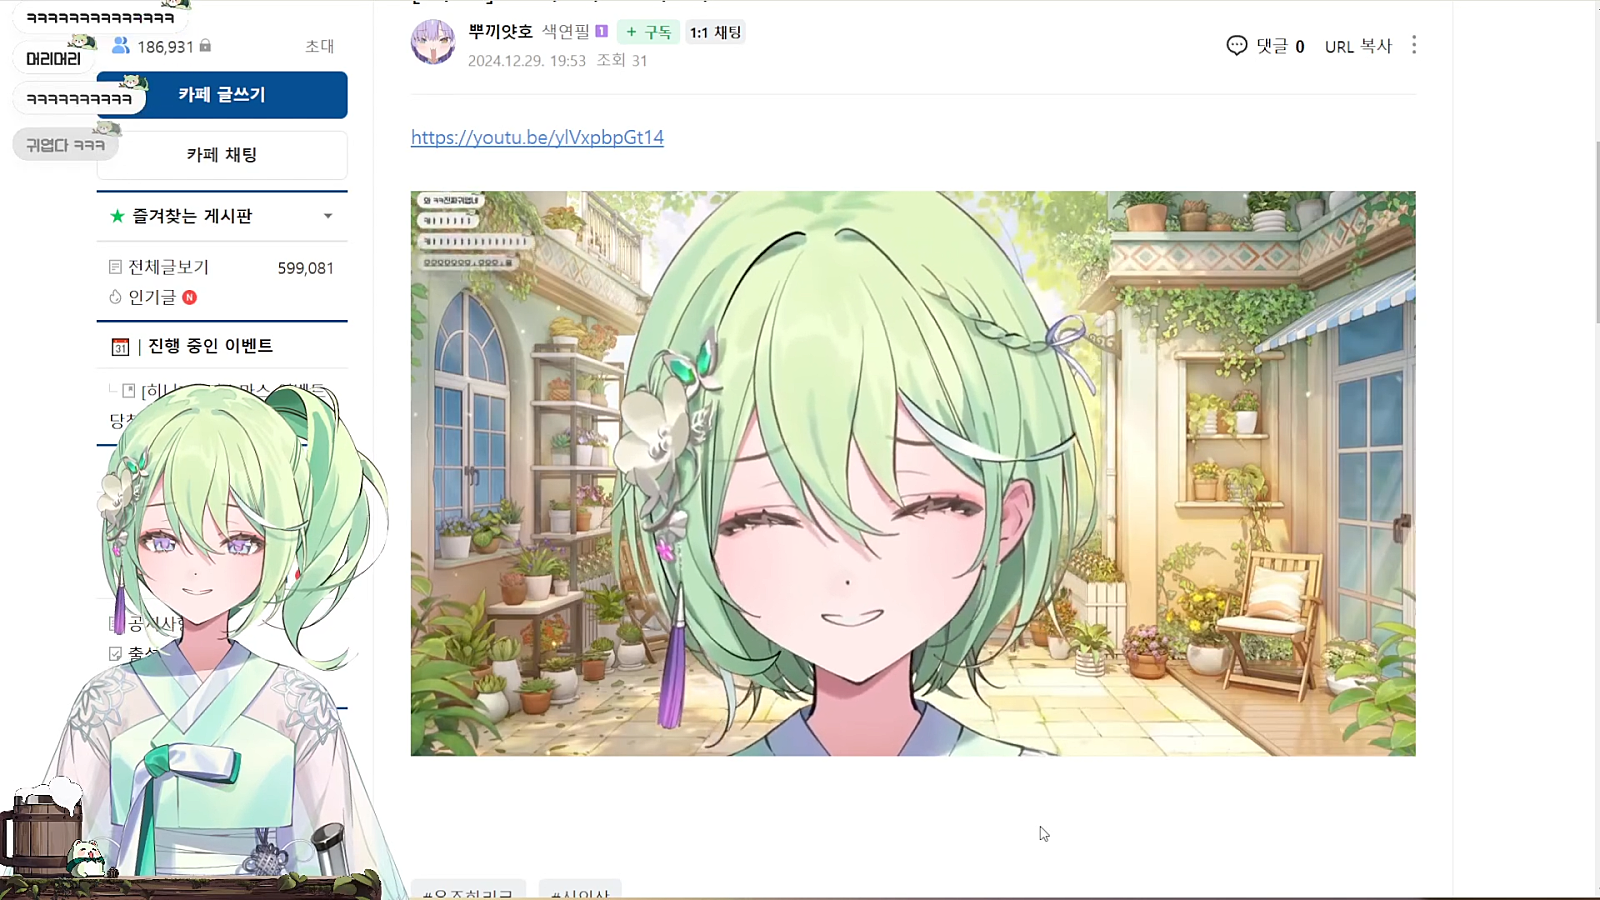 ㅋㅋㅋㅋㅋㅋㅋㅋㅋㅋㅋㅋㅋㅋ
머리머리
ㅋㅋㅋㅋㅋㅋㅋㅋㅋㅋ
귀엽다 ㅋㅋㅋ
186,931
초대
카페 글쓰기
카페 채팅
★ 즐겨찾는 게시판
전체글보기 599,081
인기글 N
31 | 진행 중인 이벤트
뿌끼얏호 색연필 1 + 구독 1:1 채팅
2024.12.29. 19:53 조회 31
댓글 0 URL 복사
https://youtu.be/ylVxpbpGt14